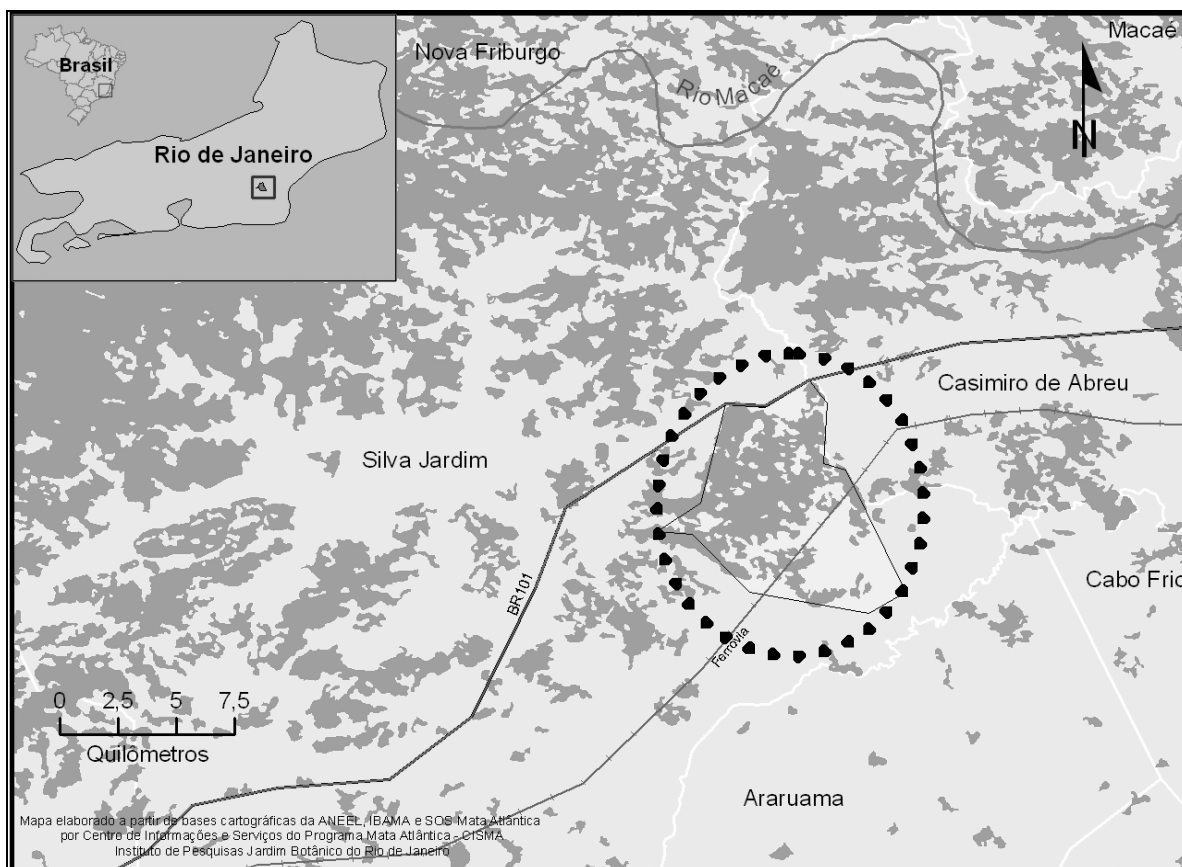 Brasil
Rio de Janeiro
Nova Friburgo
Rio Macaé
Macaé
N
Casimiro de Abreu
Silva Jardim
Cabo Frio
BR101
Ferrovia
0 2,5 5 7,5
Quilômetros
Araruama
Mapa elaborado a partir de bases cartográficas da ANEEL, IBAMA e SOS Mata Atlântica
por Centro de Informações e Serviços do Programa Mata Atlântica - CISMA
Instituto de Pesquisas Jardim Botânico do Rio de Janeiro